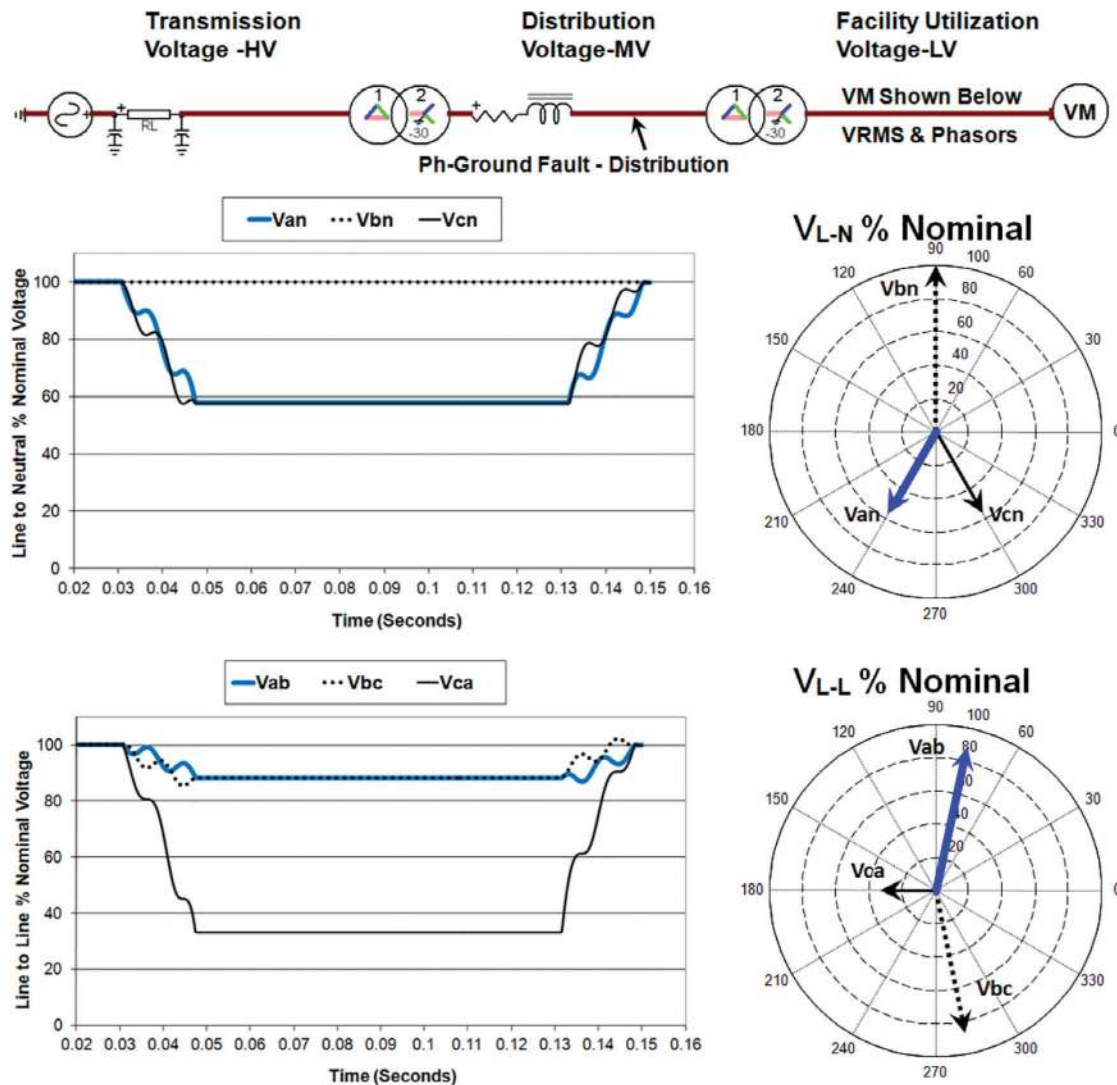 Transmission
Voltage -HV
Distribution
Voltage-MV
Facility Utilization
Voltage-LV
+ + RL 1 2 -30 + 1 2 -30 VM Shown Below VM
VRMS & Phasors
Ph-Ground Fault - Distribution
Van Vbn Vcn
Line to Neutral % Nominal Voltage
100
80
60
40
20
0
0.02 0.03 0.04 0.05 0.06 0.07 0.08 0.09 0.1 0.11 0.12 0.13 0.14 0.15 0.16
Time (Seconds)
VL-N % Nominal
90
120 100 60
Vbn 80
150 60 30
40
20
180 0
Van Vcn
210 330
240 300
270
Vab Vbc Vca
Line to Line % Nominal Voltage
100
80
60
40
20
0
0.02 0.03 0.04 0.05 0.06 0.07 0.08 0.09 0.1 0.11 0.12 0.13 0.14 0.15 0.16
Time (Seconds)
VL-L % Nominal
90
120 100 60
Vab 80
150 60 30
40
20
Vca
180 0
Vbc
210 330
240 300
270